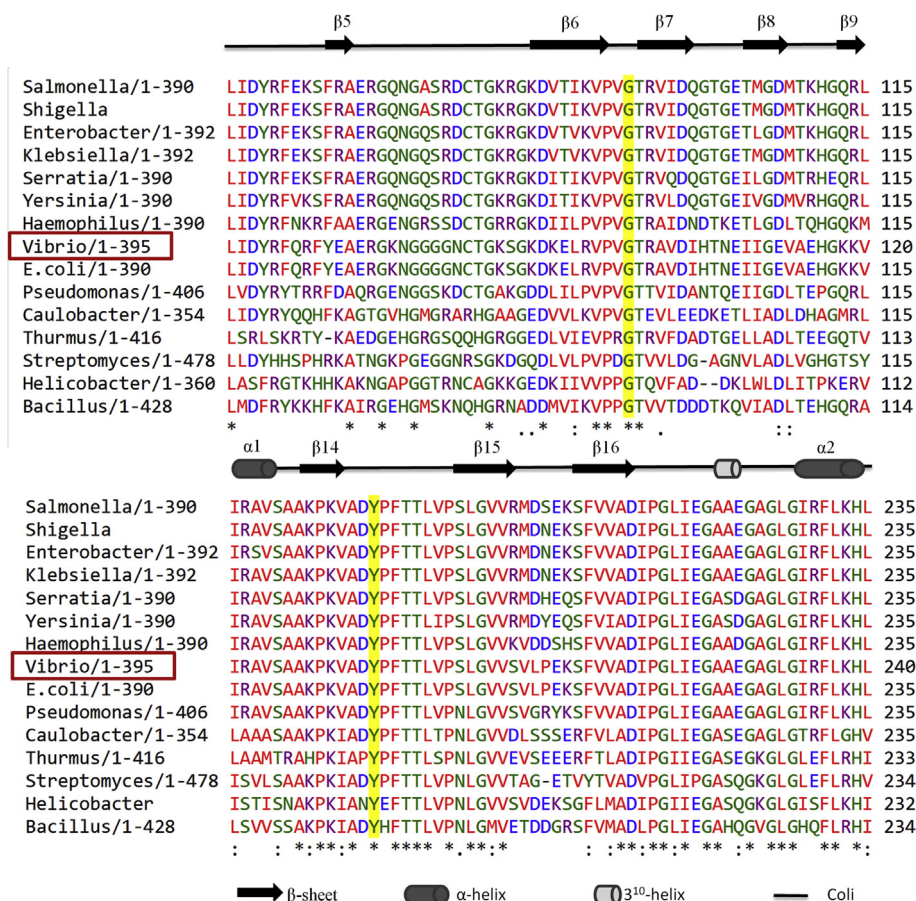 β5 β6 β7 β8 β9
Salmonella/1-390 LIDYRFEKSFRAERGQNGASRDCTGKRGKDVTIKVPVGTRVIDQGTGETMGDMTKHGQRL 115
Shigella LIDYRFEKSFRAERGQNGASRDCTGKRGKDVTIKVPVGTRVIDQGTGETMGDMTKHGQRL 115
Enterobacter/1-392 LIDYRFEKSFRAERGQNGQSRDCTGKRGKDVTVKVPVGTRVIDQGTGETLGDMTKHGQRL 115
Klebsiella/1-392 LIDYRFEKSFRAERGQNGQSRDCTGKRGKDVTVKVPVGTRVIDQGTGETMGDMTKHGQRL 115
Serratia/1-390 LIDYRFEKSFRAERGQNGQSRDCTGKRGKDITIKVPVGTRVQDQGTGEILGDMTRHEQRL 115
Yersinia/1-390 LIDYRFVKSFRAERGQNGQSRDCTGKRGKDITIKVPVGTRVLDQGTGEIVGDMVRHGQRL 115
Haemophilus/1-390 LIDYRFNKRFAAERGENGRSSDCTGRRGKDIILPVPVGTRAIDNDTKETLGDLTQHGQKM 115
Vibrio/1-395 LIDYRFQRFYEAERGKNGGGGNCTGKSGKDKELRVPVGTRAVDIHTNEIIGEVAEHGKKV 120
E.coli/1-390 LIDYRFQRFYEAERGKNGGGGNCTGKSGKDKELRVPVGTRAVDIHTNEIIGEVAEHGKKV 115
Pseudomonas/1-406 LVDYRYTRRFDAQRGENGGSKDCTGAKGDDLILPVPVGTTVIDANTQEIIGDLTEPGQRL 115
Caulobacter/1-354 LIDYRYQQHFKAGTGVHGMGRARHGAAGEDVVLKVPVGTEVLEEDKETLIADLDHAGMRL 115
Thurmus/1-416 LSRLSKRTY-KAEDGEHGRGSQQHGRGGEDLVIEVPRGTRVFDADTGELLADLTEEGQTV 113
Streptomyces/1-478 LLDYHHSPHRKATNGKPGEGGNRSGKDGQDLVLPVPDGTVVLDG-AGNVLADLVGHGTSY 115
Helicobacter/1-360 LASFRGTKHHKAKNGAPGGTRNCAGKKGEDKIIVVPPGTQVFAD--DKLWLDLITPKERV 112
Bacillus/1-428 LMDFRYKKHFKAIRGEHGMSKNQHGRNADDMVIKVPPGTVVTDDDTKQVIADLTEHGQRA 114
* * * * * ..* : ** ** . ::
α1 β14 β15 β16 α2
Salmonella/1-390 IRAVSAAKPKVADYPFTTLVPSLGVVRMDSEKSFVVADIPGLIEGAAEGAGLGIRFLKHL 235
Shigella IRAVSAAKPKVADYPFTTLVPSLGVVRMDNEKSFVVADIPGLIEGAAEGAGLGIRFLKHL 235
Enterobacter/1-392 IRSVSAAKPKVADYPFTTLVPSLGVVRMDNEKSFVVADIPGLIEGAAEGAGLGIRFLKHL 235
Klebsiella/1-392 IRAVSAAKPKVADYPFTTLVPSLGVVRMDNEKSFVVADIPGLIEGAAEGAGLGIRFLKHL 235
Serratia/1-390 IRAVSAAKPKVADYPFTTLVPSLGVVRMDHEQSFVVADIPGLIEGASDGAGLGIRFLKHL 235
Yersinia/1-390 IRAVSAAKPKVADYPFTTLIPSLGVVRMDYEQSFVIADIPGLIEGASDGAGLGIRFLKHL 235
Haemophilus/1-390 IRAVSAAKPKVADYPFTTLVPSLGVVKVDDSHSFVVADIPGLIEGAADGAGLGIRFLKHL 235
Vibrio/1-395 IRAVSAAKPKVADYPFTTLVPSLGVVSVLPEKSFVVADIPGLIEGAAEGAGLGIRFLKHL 240
E.coli/1-390 IRAVSAAKPKVADYPFTTLVPSLGVVSVLPEKSFVVADIPGLIEGAAEGAGLGIRFLKHL 235
Pseudomonas/1-406 IRAVSAAKPKVADYPFTTLVPNLGVVSVGRYKSFVVADIPGLIEGAAEGAGLGIRFLKHL 235
Caulobacter/1-354 LAAASAAKPKIADYPFTTLTPNLGVVDLSSSERFVLADIPGLIEGASEGAGLGTRFLGHV 235
Thurmus/1-416 LAAMTRAHPKIAPYPFTTLSPNLGVVEVSEEERFTLADIPGIIEGASEGKGLGLEFLRHI 233
Streptomyces/1-478 ISVLSAAKPKIADYPFTTLVPNLGVVTAG-ETVYTVADVPGLIPGASQGKGLGLEFLRHV 234
Helicobacter ISTISNAKPKIANYEFTTLVPNLGVVSVDEKSGFLMADIPGIIEGASQGKGLGISFLKHI 232
Bacillus/1-428 LSVVSSAKPKIADYHFTTLVPNLGMVETDDGRSFVMADLPGLIEGAHQGVGLGHQFLRHI 234
: : *:**:* * **** *.**:* : **:**:* ** :* *** ** *:
β-sheet α-helix 3¹⁰-helix Coli